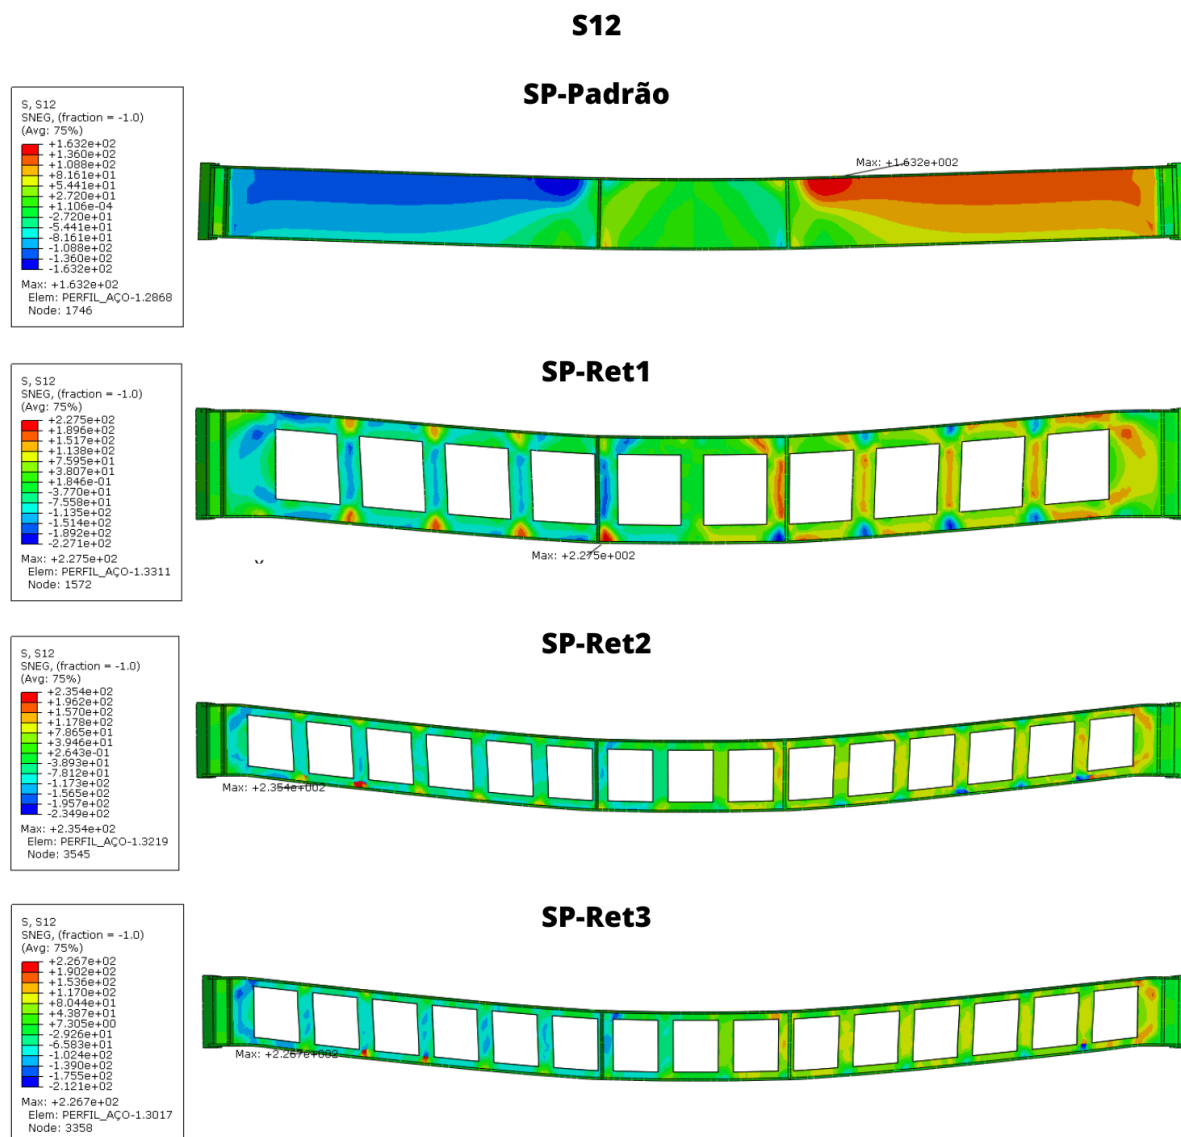 S12
SP-Padrão
S, S12
SNEG, (fraction = -1.0)
(Avg: 75%)
+1.632e+02
+1.360e+02
+1.088e+02
+8.161e+01
+5.441e+01
+2.720e+01
+1.106e-04
-2.720e+01
-5.441e+01
-8.161e+01
-1.088e+02
-1.360e+02
-1.632e+02
Max: +1.632e+02
Elem: PERFIL_AÇO-1.2868
Node: 1746
Max: +1.632e+002
SP-Ret1
S, S12
SNEG, (fraction = -1.0)
(Avg: 75%)
+2.275e+02
+1.896e+02
+1.517e+02
+1.138e+02
+7.595e+01
+3.807e+01
+1.846e-01
-3.770e+01
-7.558e+01
-1.135e+02
-1.514e+02
-1.892e+02
-2.271e+02
Max: +2.275e+02
Elem: PERFIL_AÇO-1.3311
Node: 1572
Max: +2.275e+002
SP-Ret2
S, S12
SNEG, (fraction = -1.0)
(Avg: 75%)
+2.354e+02
+1.962e+02
+1.570e+02
+1.178e+02
+7.865e+01
+3.946e+01
+2.643e-01
-3.893e+01
-7.812e+01
-1.173e+02
-1.565e+02
-1.957e+02
-2.349e+02
Max: +2.354e+02
Elem: PERFIL_AÇO-1.3219
Node: 3545
Max: +2.354e+002
SP-Ret3
S, S12
SNEG, (fraction = -1.0)
(Avg: 75%)
+2.267e+02
+1.902e+02
+1.536e+02
+1.170e+02
+8.044e+01
+4.387e+01
+7.305e+00
-2.926e+01
-6.583e+01
-1.024e+02
-1.390e+02
-1.755e+02
-2.121e+02
Max: +2.267e+02
Elem: PERFIL_AÇO-1.3017
Node: 3358
Max: +2.267e+002